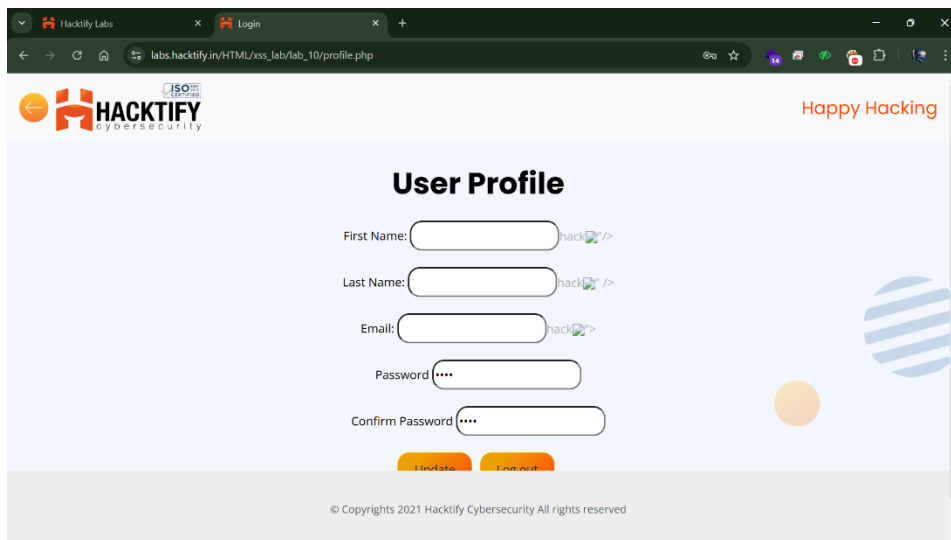 Hacktify Labs
Login
labs.hacktify.in/HTML/xss_lab/lab_10/profile.php
14
ISO
CERTIFIED
HACKTIFY
cybersecurity
Happy Hacking
User Profile
First Name: hack"/>
Last Name: hack" />
Email: hack">
Password ••••
Confirm Password ••••
Update Log out
© Copyrights 2021 Hacktify Cybersecurity All rights reserved